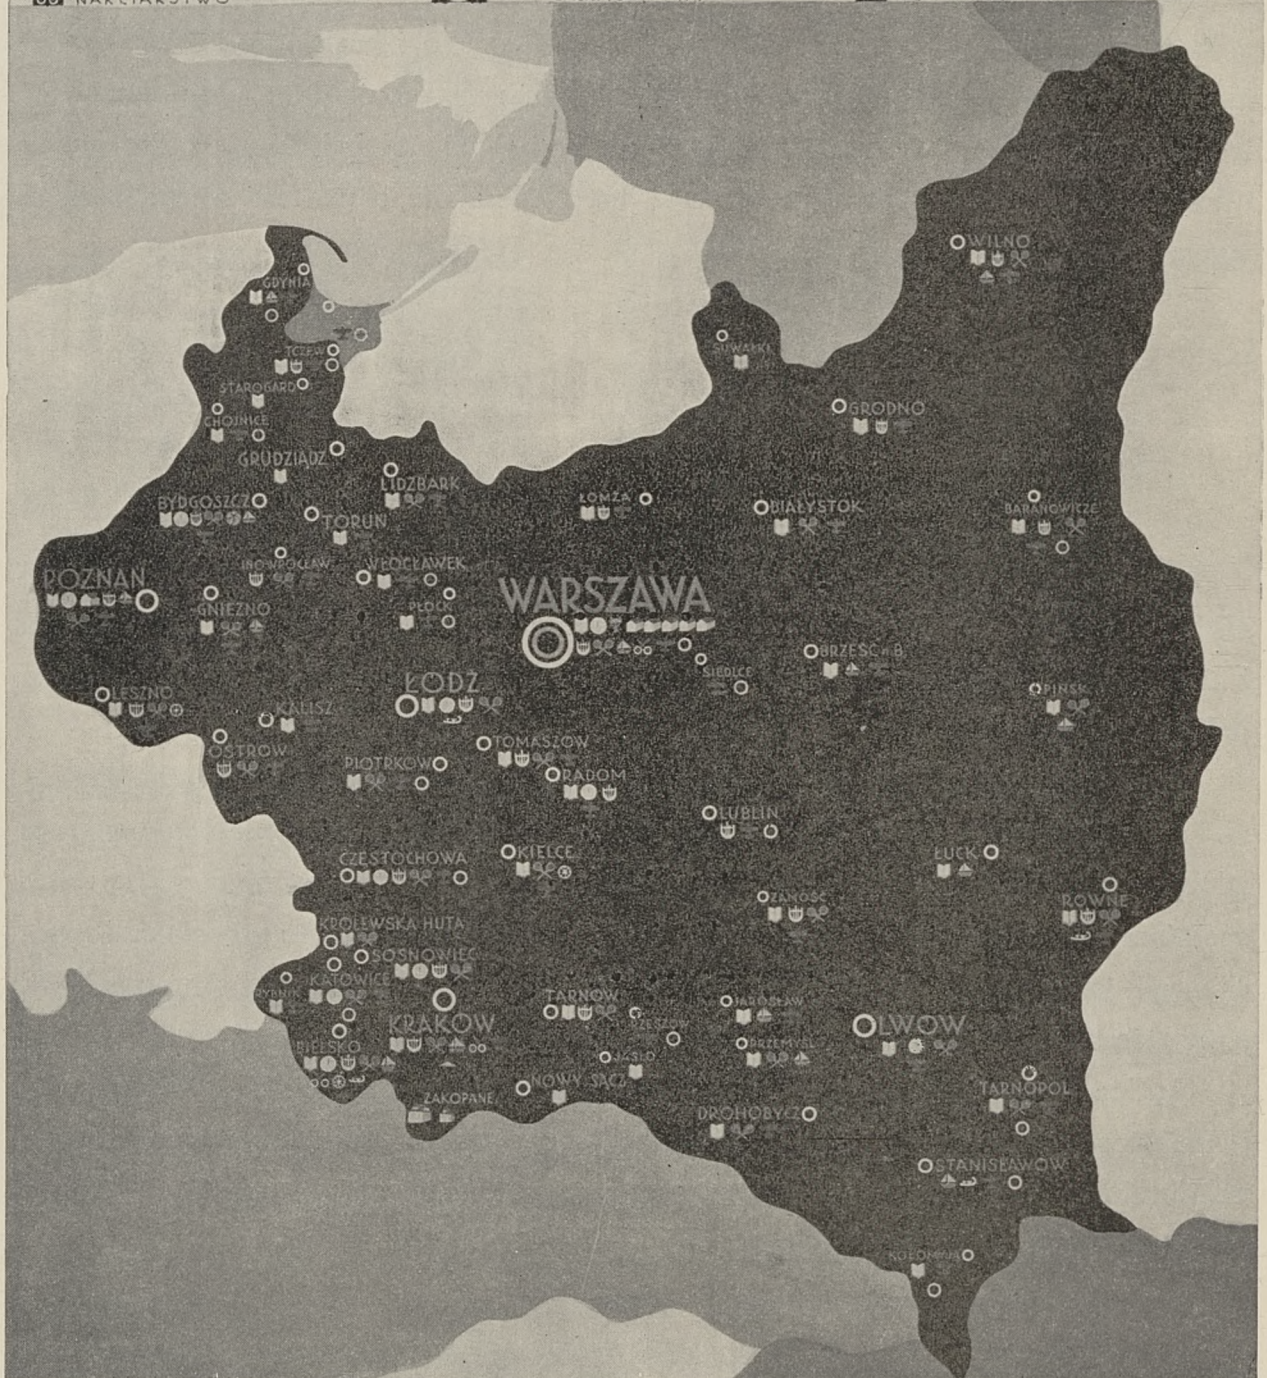 NARCIARSTWO
WILNO
GDYNIA
TCZEW
SUWAŁKI
STAROGARD
CHOJNICE
GRODNO
GRUDZIĄDZ
LIDZBARK
BYDGOSZCZ
ŁOMŻA
BIAŁYSTOK
BARANOWICZE
TORUŃ
INOWROCŁAW
WŁOCŁAWEK
POZNAŃ
WARSZAWA
GNIEZNO
PŁOCK
BRZEŚĆ n. B.
SIEDLCE
ŁÓDŹ
LESZNO
PIŃSK
KALISZ
TOMASZÓW
OSTRÓW
PIOTRKÓW
RADOM
LUBLIN
KIELCE
ŁUCK
CZĘSTOCHOWA
ZAMOŚĆ
RÓWNE
KRÓLEWSKA HUTA
SOSNOWIEC
KATOWICE
TARNÓW
JAROSŁAW
KRAKÓW
RZESZÓW
LWÓW
BIELSKO
PRZEMYŚL
JASŁO
NOWY SĄCZ
TARNOPOL
ZAKOPANE
DROHOBYCZ
STANISŁAWÓW
KOŁOMYJA